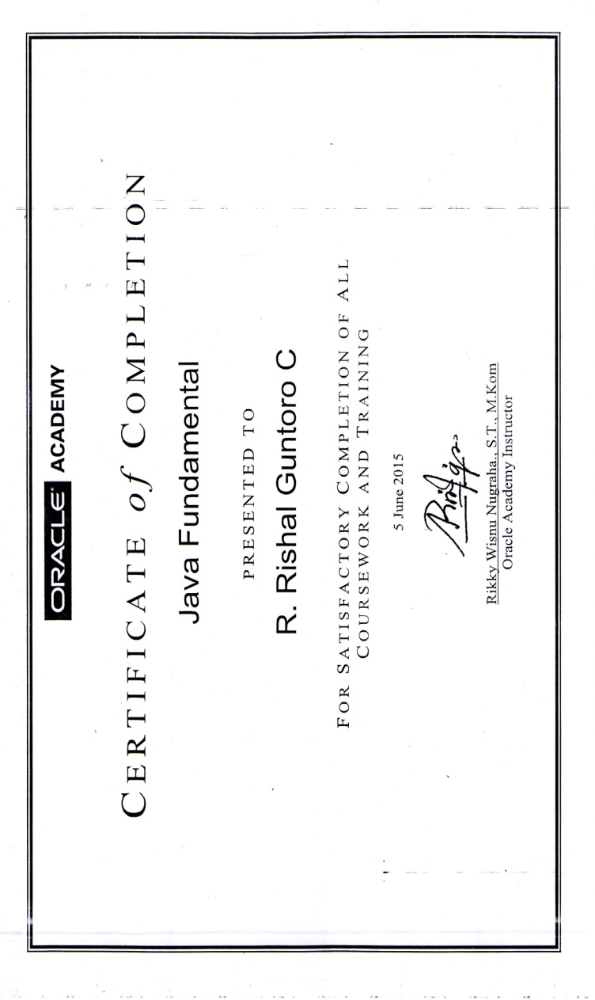 ORACLE ACADEMY
CERTIFICATE of COMPLETION
Java Fundamental
PRESENTED TO
R. Rishal Guntoro C
FOR SATISFACTORY COMPLETION OF ALL
COURSEWORK AND TRAINING
5 June 2015
Rikky Wisnu Nugraha., S.T., M.Kom
Oracle Academy Instructor